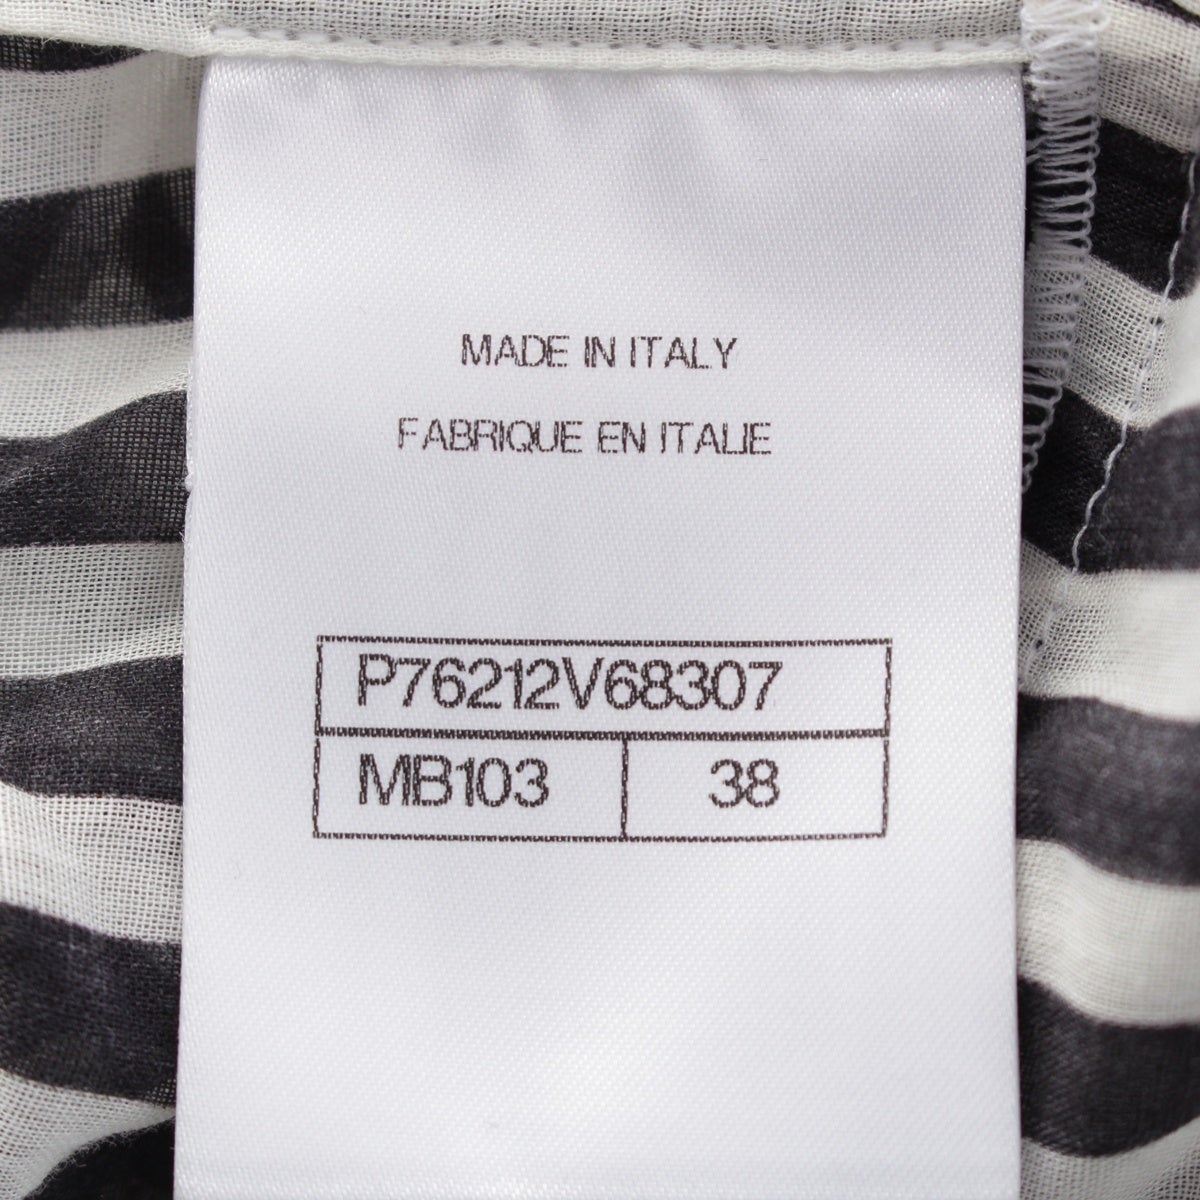 MADE IN ITALY
FABRIQUE EN ITALIE
P76212V68307
MB103 38